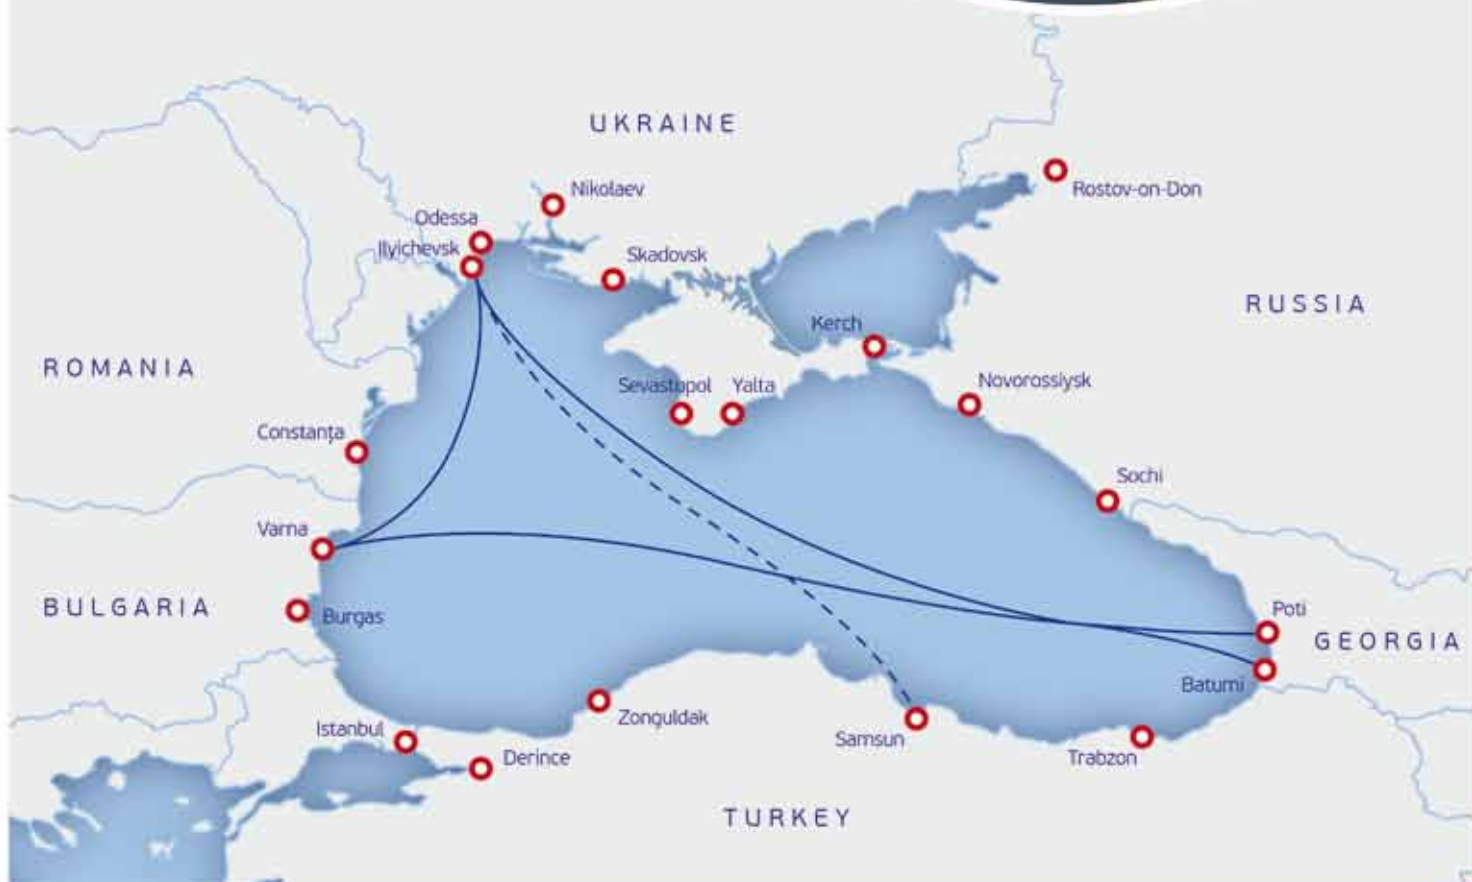 UKRAINE
Nikolaev
Rostov-on-Don
Odessa
Ilyichevsk
Skadovsk
RUSSIA
Kerch
ROMANIA
Sevastopol
Yalta
Novorossiysk
Constanța
Sochi
Varna
BULGARIA
Burgas
Poti
GEORGIA
Batumi
Istanbul
Zonguldak
Samsun
Derince
Trabzon
TURKEY